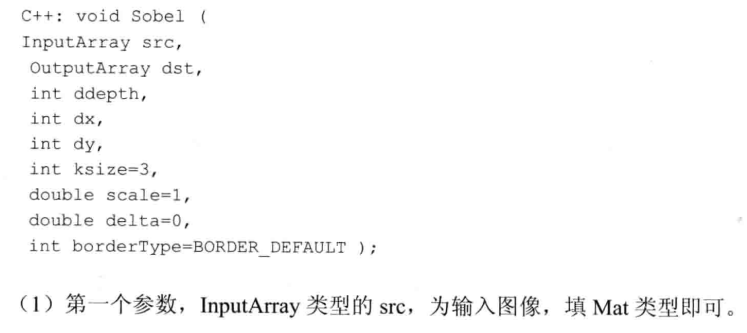 C++: void Sobel (
InputArray src,
OutputArray dst,
int ddepth,
int dx,
int dy,
int ksize=3,
double scale=1,
double delta=0,
int borderType=BORDER_DEFAULT );
（1）第一个参数，InputArray 类型的 src，为输入图像，填 Mat 类型即可。